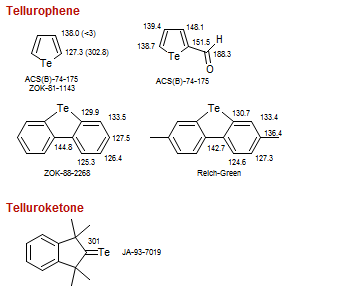 Tellurophene
138.0 (<3)
127.3 (302.8)
Te
ACS(B)-74-175
ZOK-81-1143
139.4
148.1
138.7
151.5
H
Te
188.3
O
ACS(B)-74-175
Te
129.9
133.5
127.5
144.8
126.4
125.3
ZOK-88-2268
Te
130.7
133.4
136.4
142.7
127.3
124.6
Reich-Green
Telluroketone
301
Te
JA-93-7019